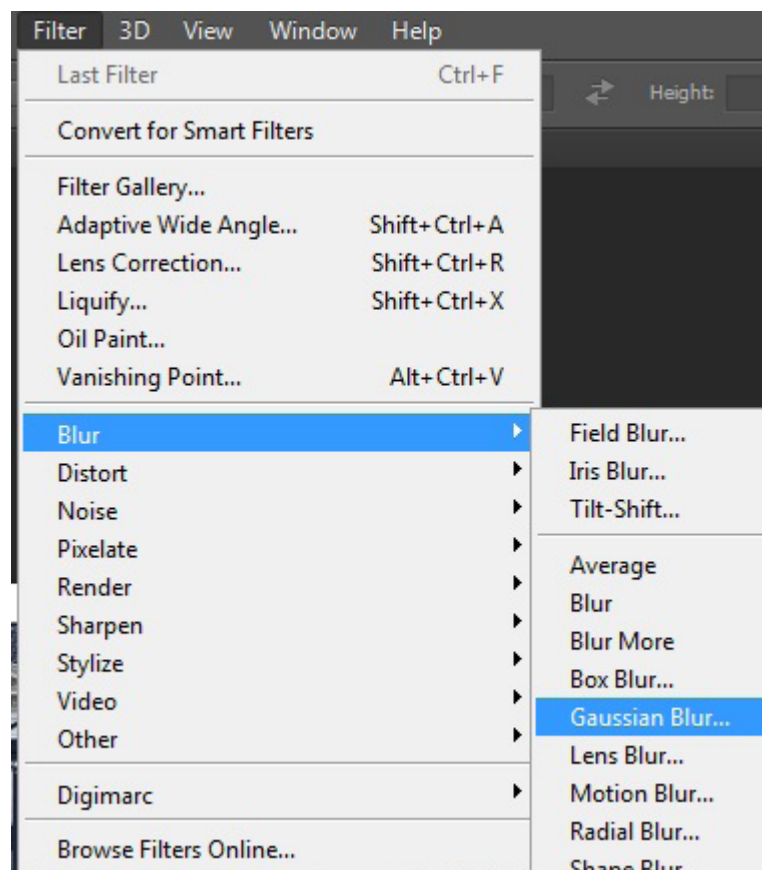 Filter 3D View Window Help
Height:
Last Filter Ctrl+F
Convert for Smart Filters
Filter Gallery...
Adaptive Wide Angle... Shift+Ctrl+A
Lens Correction... Shift+Ctrl+R
Liquify... Shift+Ctrl+X
Oil Paint...
Vanishing Point... Alt+Ctrl+V
Blur
Distort
Noise
Pixelate
Render
Sharpen
Stylize
Video
Other
Digimarc
Browse Filters Online...
Field Blur...
Iris Blur...
Tilt-Shift...
Average
Blur
Blur More
Box Blur...
Gaussian Blur...
Lens Blur...
Motion Blur...
Radial Blur...
Shape Blur